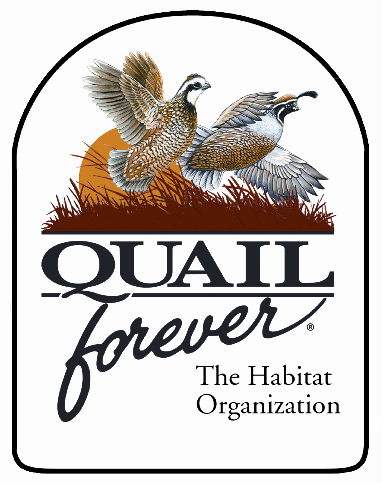 QUAIL
forever®
The Habitat
Organization